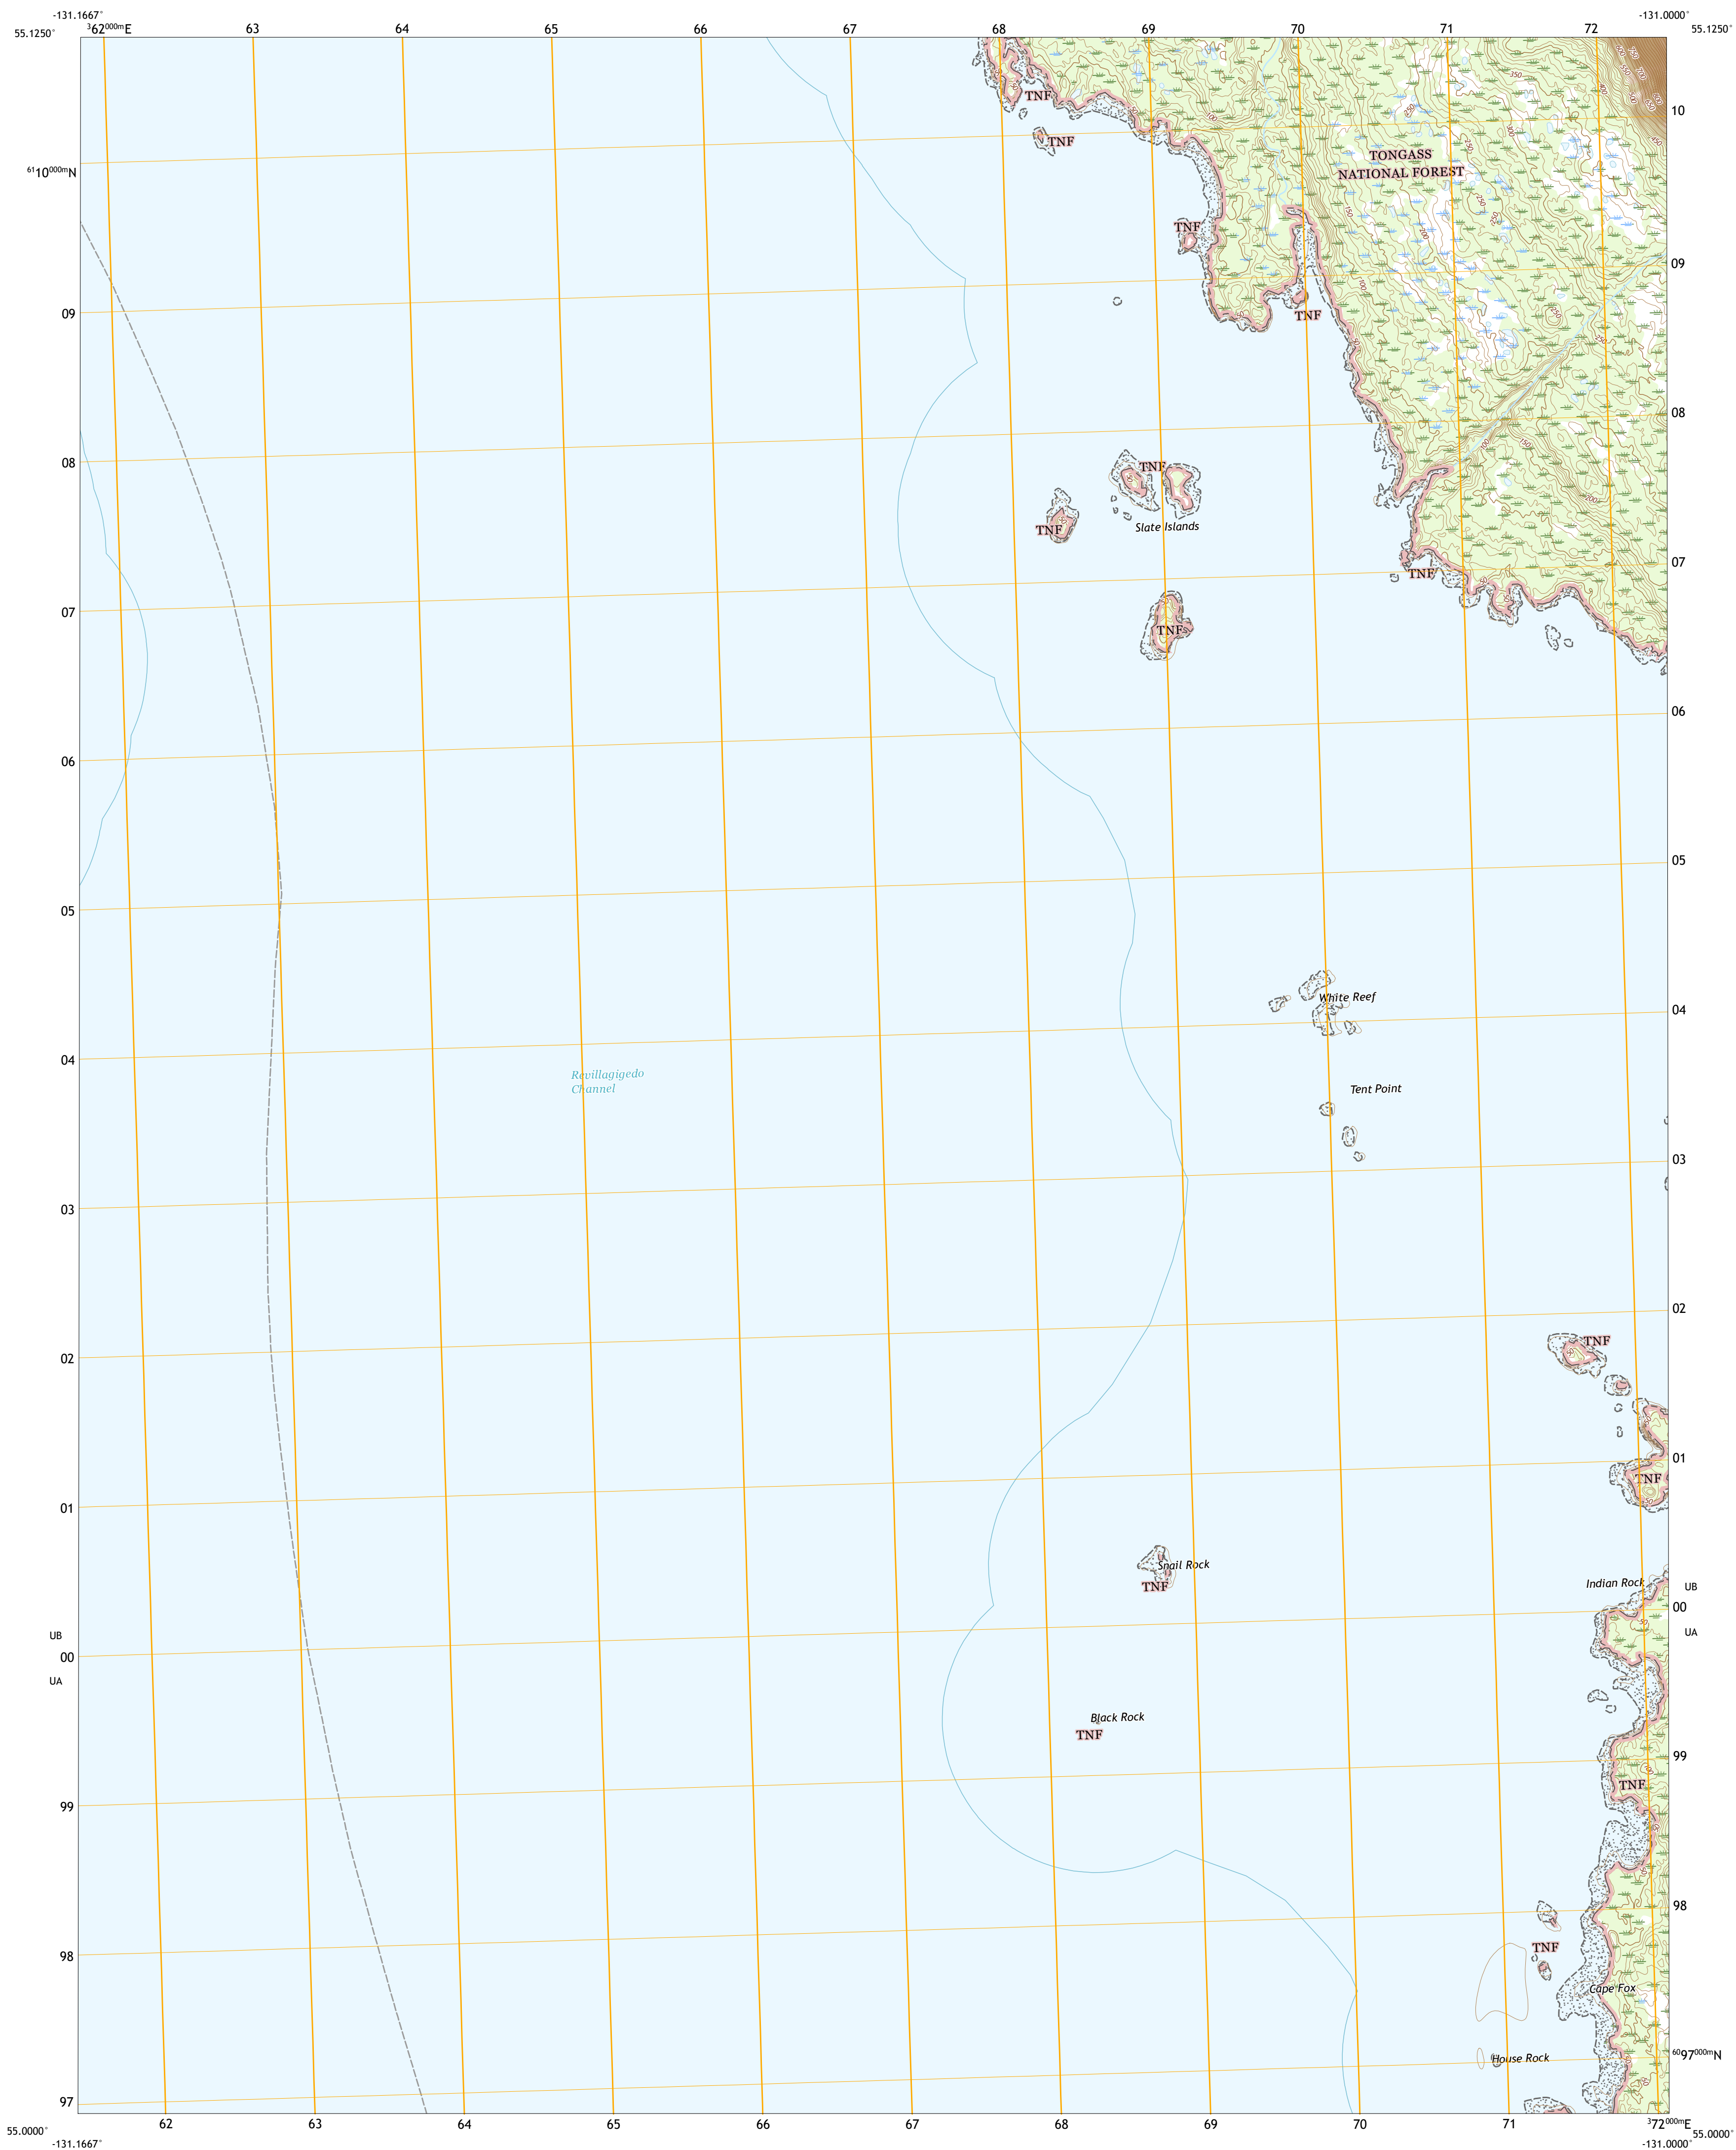 -131.1667° -131.0000°
55.1250° 55.1250°
³62⁰⁰⁰ᵐE 63 64 65 66 67 68 69 70 71 72
TNF
10
TNF
TONGASS
NATIONAL FOREST
⁶¹10⁰⁰⁰ᵐN
TNF
09
09
TNF
08
08
TNF
TNF
Slate Islands
07
TNF
07
TNF
06
06
05
05
White Reef
04
04
Revillagigedo
Channel
Tent Point
03
03
02
TNF
02
01
TNF
01
Snail Rock
TNF
Indian Rock
UB
00
UB
UA
00
UA
Black Rock
TNF
99
TNF
99
98
TNF
98
Cape Fox
House Rock
⁶⁰97⁰⁰⁰ᵐN
97
62 63 64 65 66 67 68 69 70 71 ³72⁰⁰⁰ᵐE
55.0000° 55.0000°
-131.1667° -131.0000°